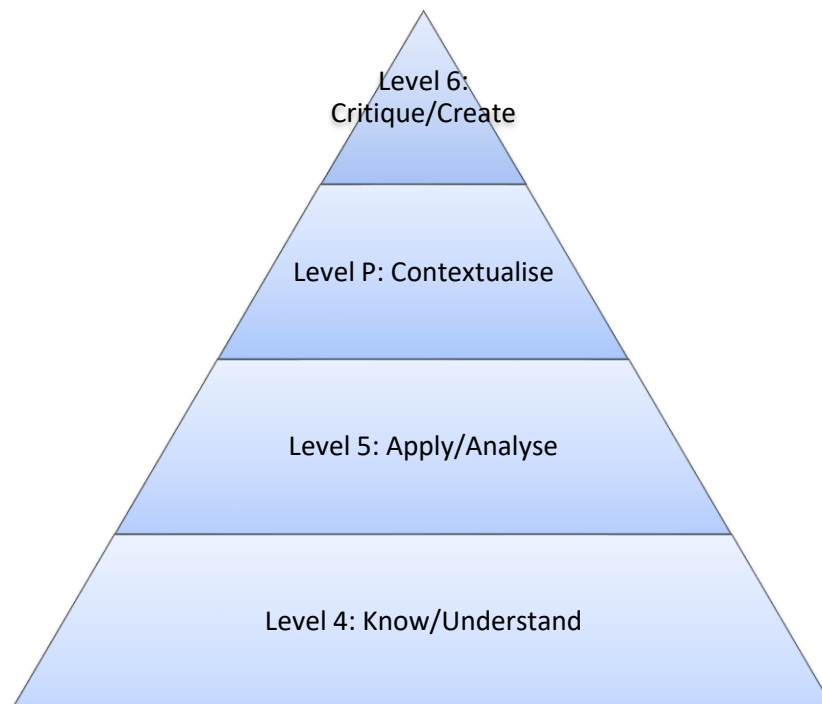 Level 6:
Critique/Create
Level P: Contextualise
Level 5: Apply/Analyse
Level 4: Know/Understand